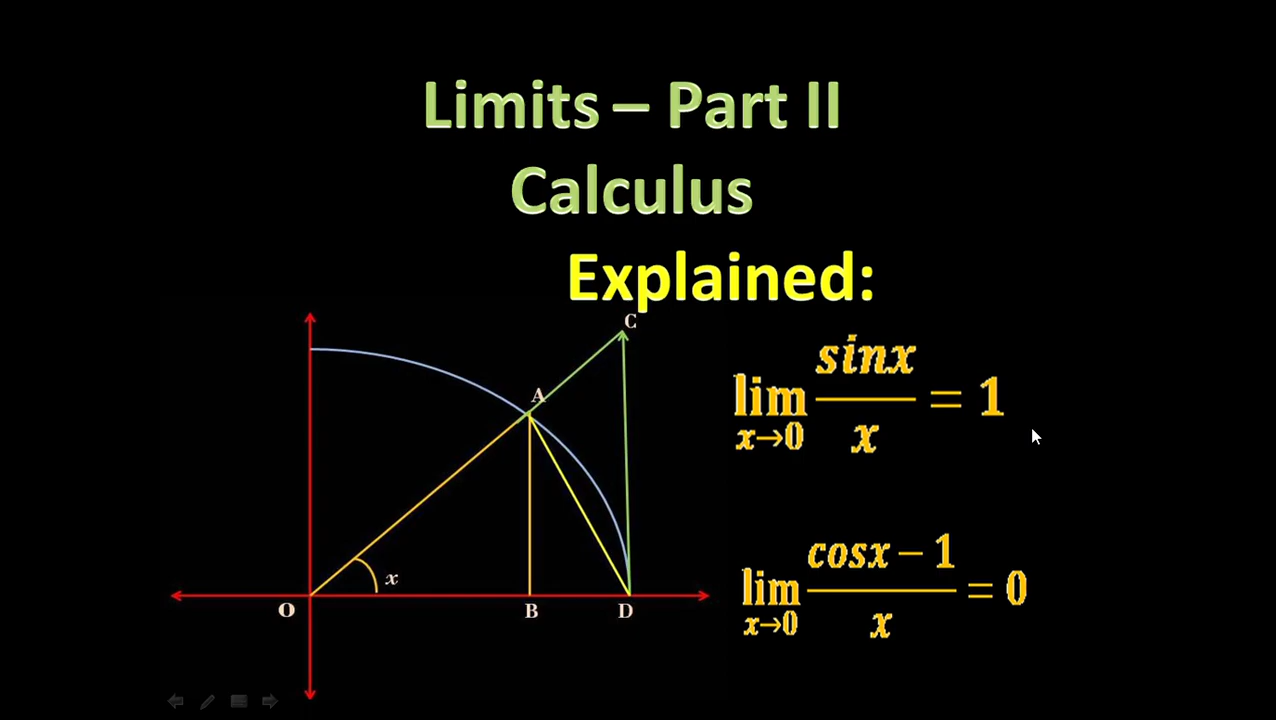 Limits – Part II
Calculus
Explained:
C
A
x
O
B
D
lim x→0 sinx/x = 1
lim x→0 cosx − 1/x = 0